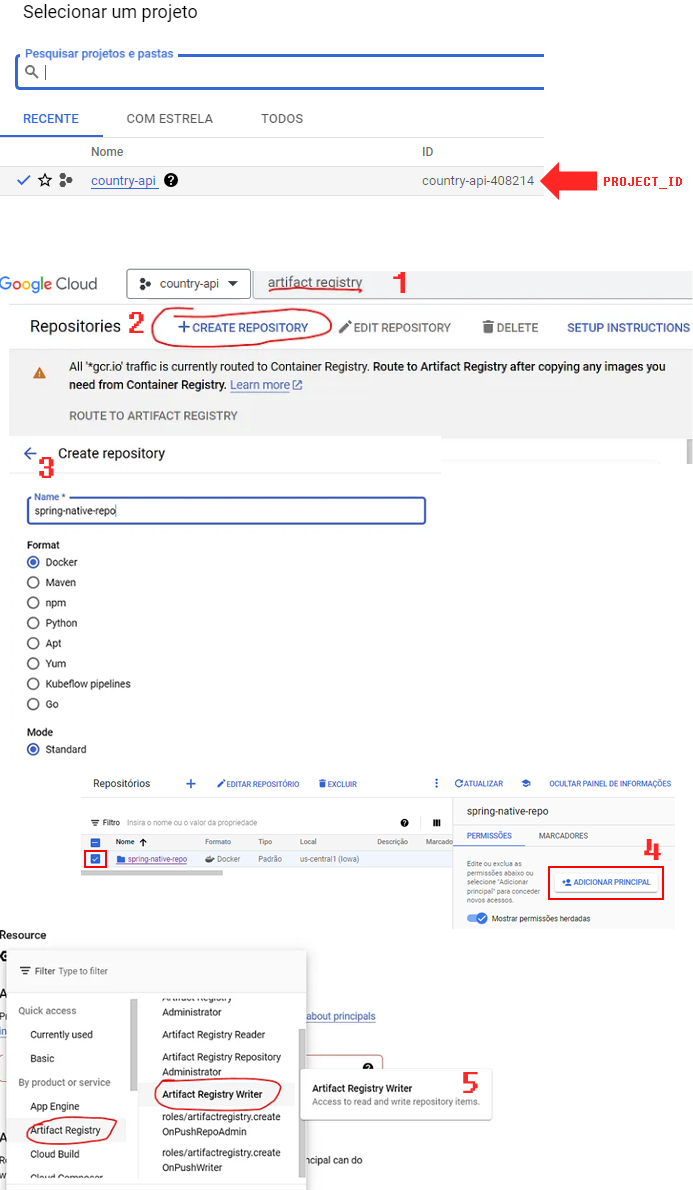 Selecionar um projeto
Pesquisar projetos e pastas
RECENTE COM ESTRELA TODOS
Nome ID
country-api country-api-408214 PROJECT_ID
Google Cloud country-api artifact registry 1
Repositories 2 +CREATE REPOSITORY EDIT REPOSITORY DELETE SETUP INSTRUCTIONS
All '*gcr.io' traffic is currently routed to Container Registry. Route to Artifact Registry after copying any images you
need from Container Registry. Learn more
ROUTE TO ARTIFACT REGISTRY
Create repository
3
Name *
spring-native-repo
Format
Docker
Maven
npm
Python
Apt
Yum
Kubeflow pipelines
Go
Mode
Standard
Repositórios + EDITAR REPOSITÓRIO EXCLUIR ATUALIZAR OCULTAR PAINEL DE INFORMAÇÕES
Filtro Insira o nome ou o valor da propriedade
Nome Formato Tipo Local Descrição Marcado
spring-native-repo Docker Padrão us-central1 (Iowa)
spring-native-repo
PERMISSÕES MARCADORES
4
Edite ou exclua as
permissões abaixo ou
selecione "Adicionar
principal" para conceder
novos acessos.
ADICIONAR PRINCIPAL
Mostrar permissões herdadas
Resource
Filter Type to filter
about principals
Quick access
Currently used
Basic
By product or service
App Engine
Artifact Registry
Cloud Build
Cloud Composer
Artifact Registry
Administrator
Artifact Registry Reader
Artifact Registry Repository
Administrator
Artifact Registry Writer
roles/artifactregistry.create
OnPushRepoAdmin
roles/artifactregistry.create
OnPushWriter
5
Artifact Registry Writer
Access to read and write repository items.
ncipal can do